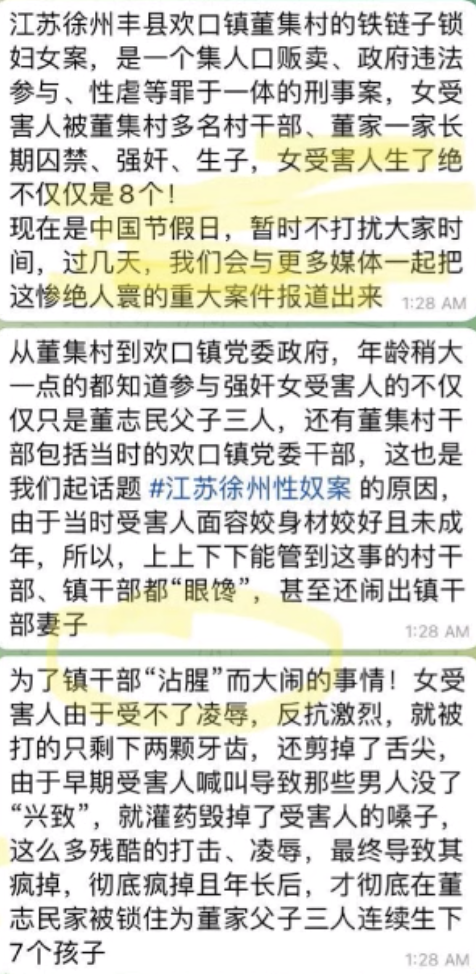 江苏徐州丰县欢口镇董集村的铁链子锁
妇女案，是一个集人口贩卖、政府违法
参与、性虐等罪于一体的刑事案，女受
害人被董集村多名村干部、董家一家长
期囚禁、强奸、生子，女受害人生了绝
不仅仅是8个！
现在是中国节假日，暂时不打扰大家时
间，过几天，我们会与更多媒体一起把
这惨绝人寰的重大案件报道出来 1:28 AM
从董集村到欢口镇党委政府，年龄稍大
一点的都知道参与强奸女受害人的不仅
仅只是董志民父子三人，还有董集村干
部包括当时的欢口镇党委干部，这也是
我们起话题 #江苏徐州性奴案 的原因，
由于当时受害人面容姣身材姣好且未成
年，所以，上上下下能管到这事的村干
部、镇干部都“眼馋”，甚至还闹出镇干
部妻子 1:28 AM
为了镇干部“沾腥”而大闹的事情！女受
害人由于受不了凌辱，反抗激烈，就被
打的只剩下两颗牙齿，还剪掉了舌尖，
由于早期受害人喊叫导致那些男人没了
“兴致”，就灌药毁掉了受害人的嗓子，
这么多残酷的打击、凌辱，最终导致其
疯掉，彻底疯掉且年长后，才彻底在董
志民家被锁住为董家父子三人连续生下
7个孩子 1:28 AM